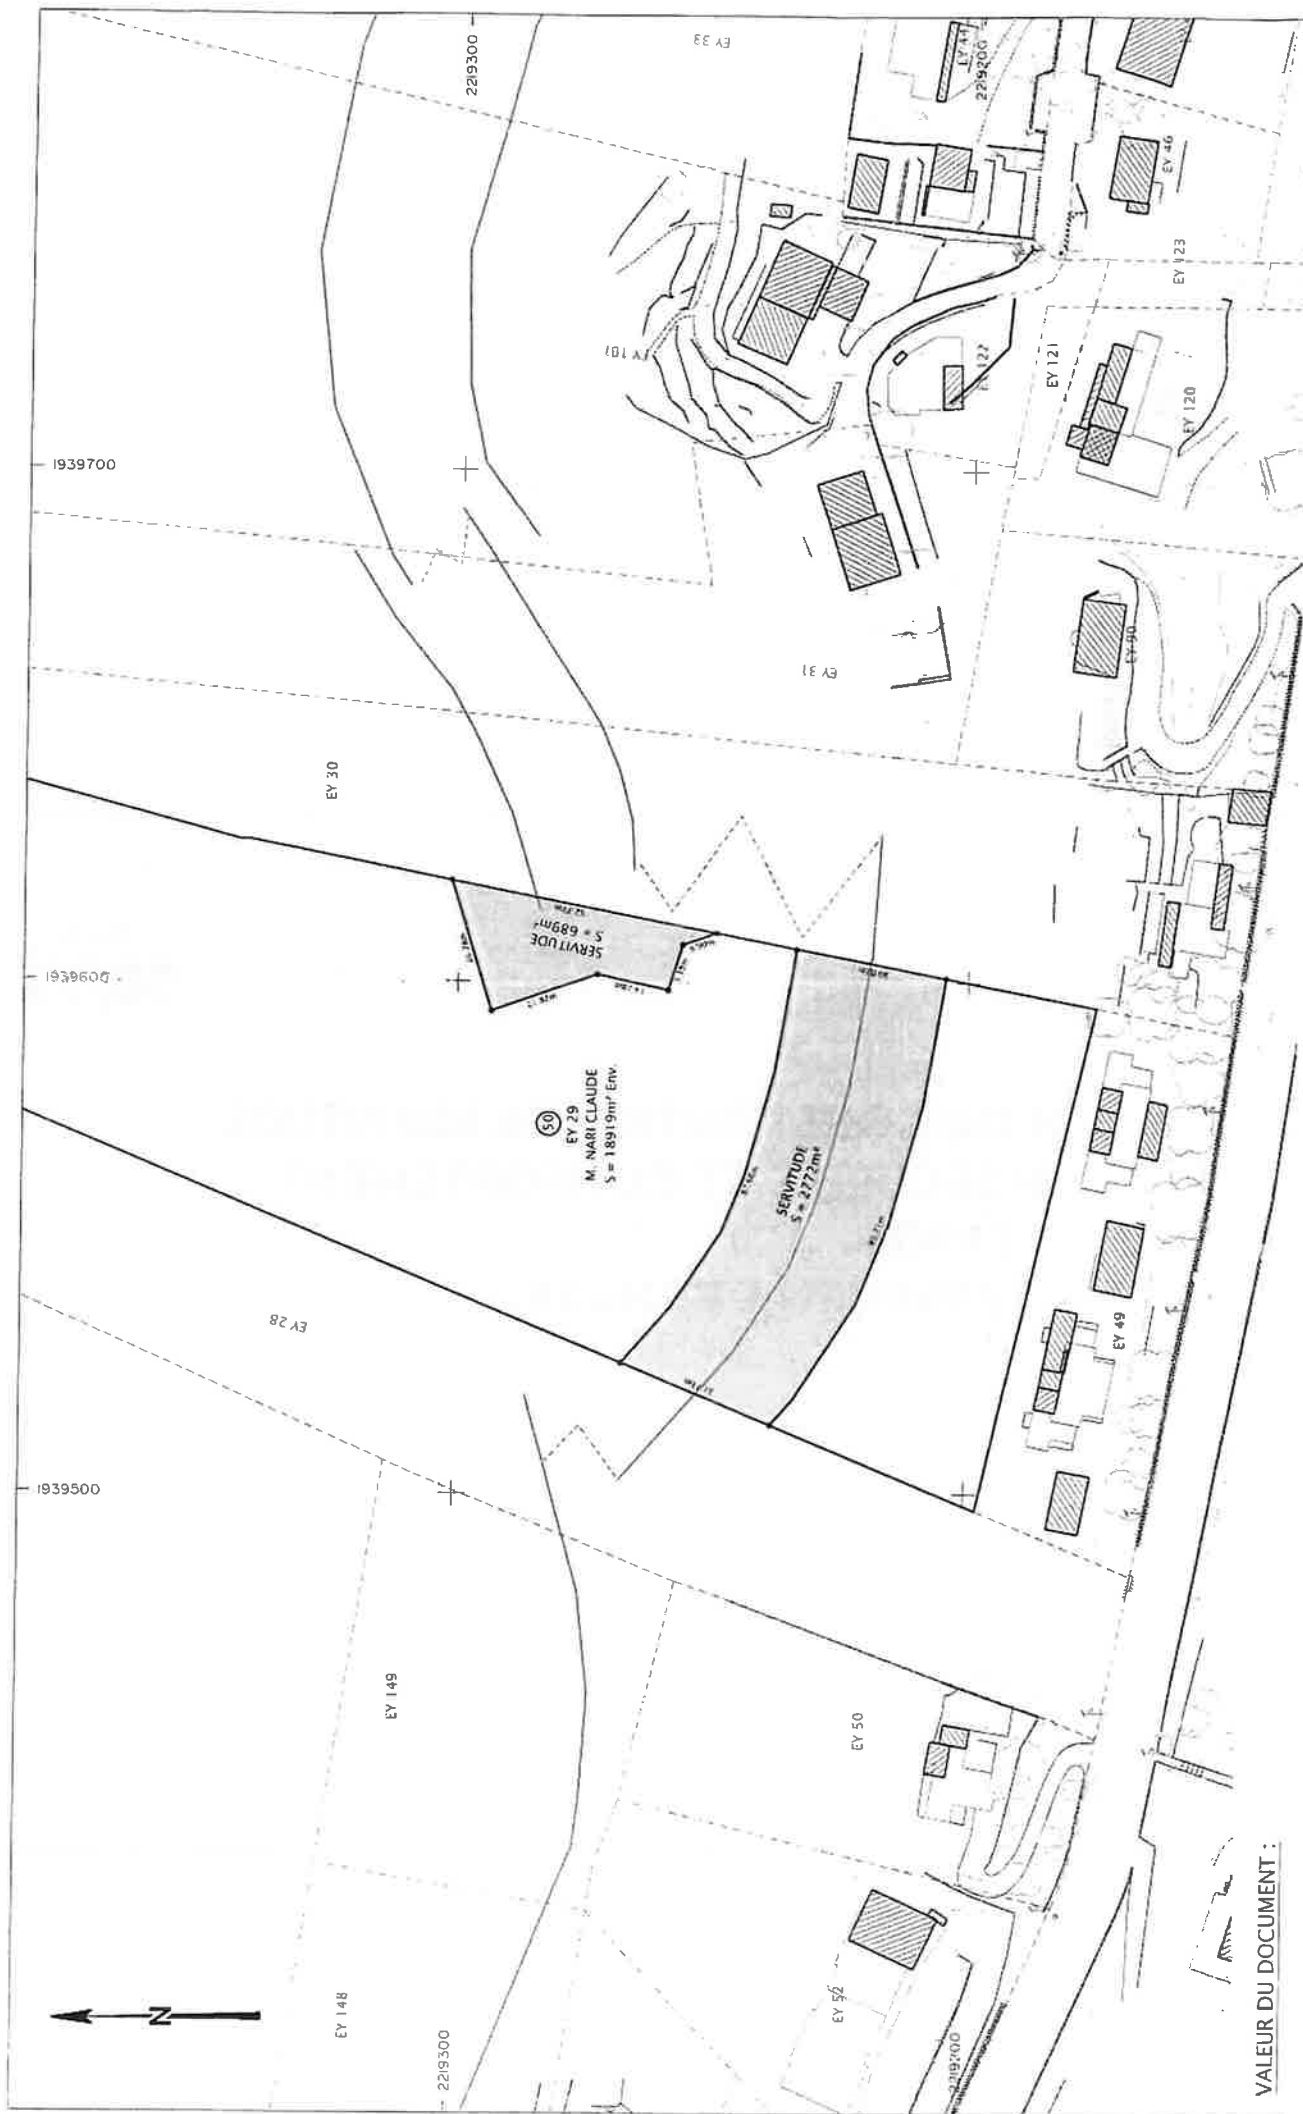 2219300
EY 33
EY 44
2219200
EY 46
EY 123
EY 101
EY 122
EY 121
EY 120
1939700
EY 31
EY 90
EY 30
1939600
SERVITUDE
S = 689m²
50
EY 29
M. NARI CLAUDE
S = 18919m² Env.
SERVITUDE
S = 2772m²
EY 28
EY 49
1939500
EY 149
EY 50
EY 148
EY 52
2219300
2219200
N
VALEUR DU DOCUMENT :